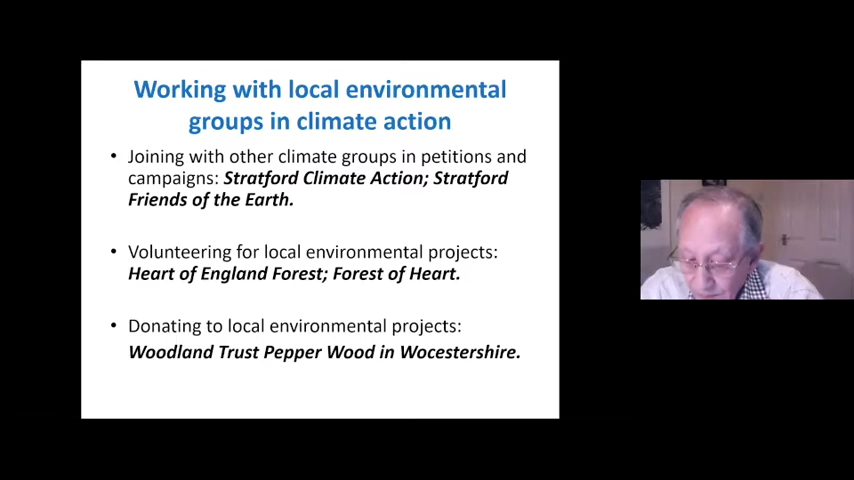 Working with local environmental
groups in climate action
• Joining with other climate groups in petitions and
campaigns: Stratford Climate Action; Stratford
Friends of the Earth.
• Volunteering for local environmental projects:
Heart of England Forest; Forest of Heart.
• Donating to local environmental projects:
Woodland Trust Pepper Wood in Wocestershire.